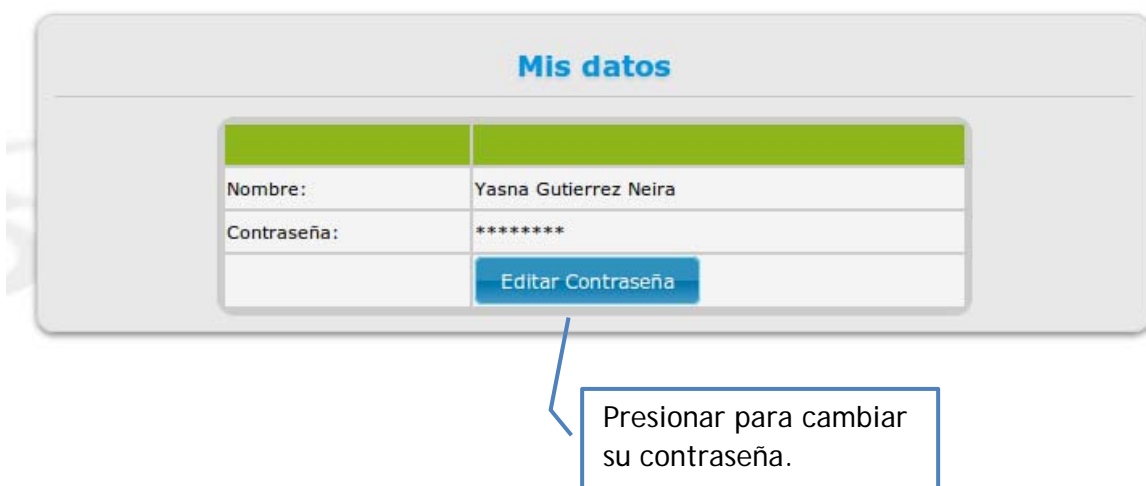 Mis datos
Nombre: Yasna Gutierrez Neira
Contraseña: ********
Editar Contraseña
Presionar para cambiar
su contraseña.